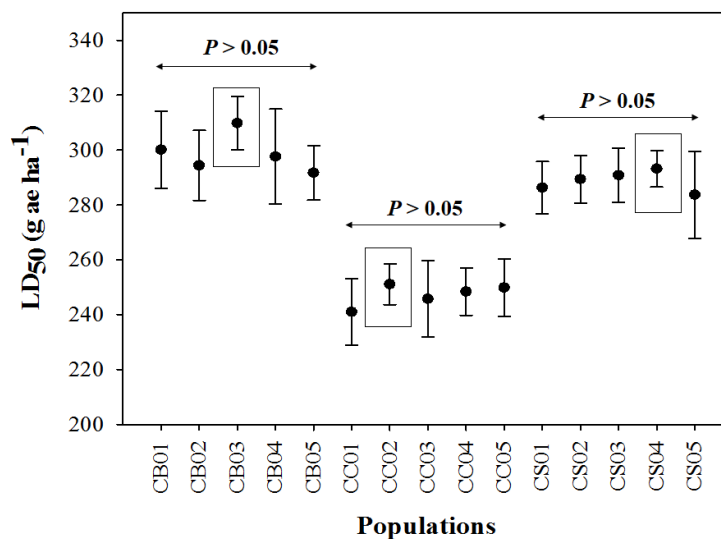 340
320
300
280
260
240
220
200
LD50 (g ae ha-1)
P > 0.05
P > 0.05
P > 0.05
CB01
CB02
CB03
CB04
CB05
CC01
CC02
CC03
CC04
CC05
CS01
CS02
CS03
CS04
CS05
Populations